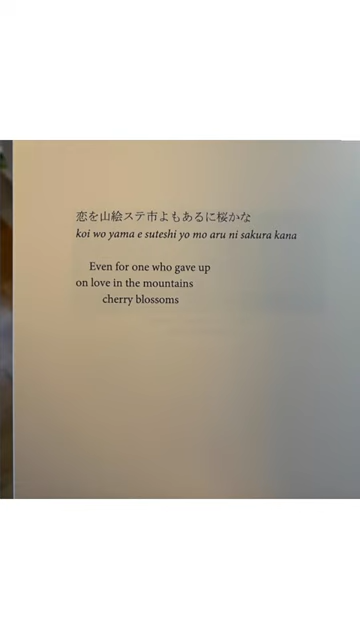 恋を山絵ステ市よもあるに桜かな
koi wo yama e suteshi yo mo aru ni sakura kana
Even for one who gave up
on love in the mountains
cherry blossoms